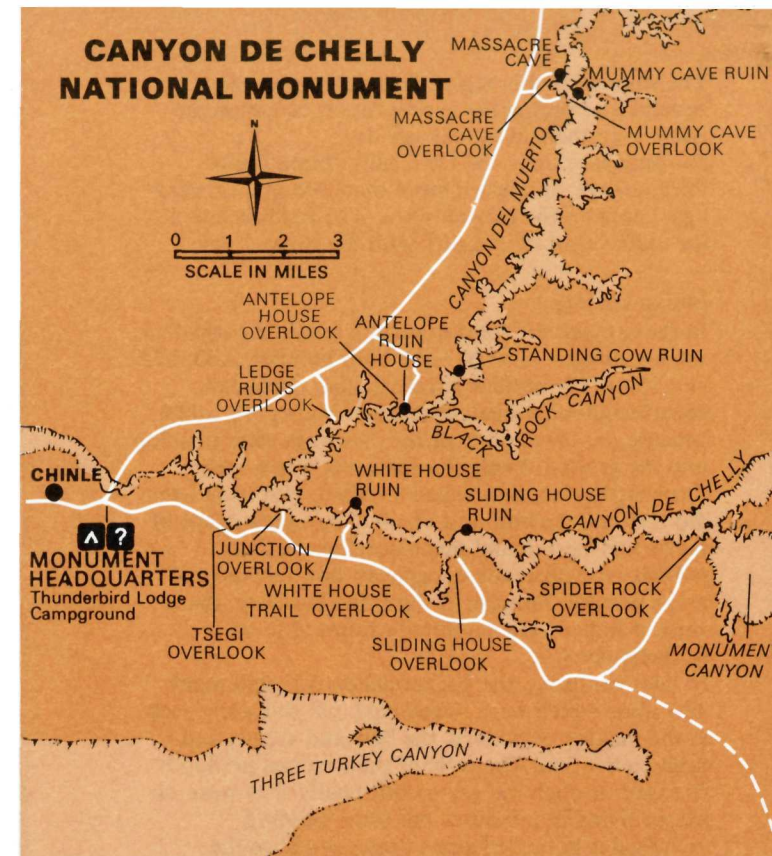 CANYON DE CHELLY
NATIONAL MONUMENT
N
0 1 2 3
SCALE IN MILES
MASSACRE
CAVE
MUMMY CAVE RUIN
MASSACRE
CAVE
OVERLOOK
MUMMY CAVE
OVERLOOK
CANYON DEL MUERTO
ANTELOPE
HOUSE
OVERLOOK
ANTELOPE
RUIN
HOUSE
STANDING COW RUIN
LEDGE
RUINS
OVERLOOK
BLACK ROCK CANYON
CHINLE
WHITE HOUSE
RUIN
SLIDING HOUSE
RUIN
CANYON DE CHELLY
^ ?
MONUMENT
HEADQUARTERS
Thunderbird Lodge
Campground
JUNCTION
OVERLOOK
WHITE HOUSE
TRAIL OVERLOOK
TSEGI
OVERLOOK
SLIDING HOUSE
OVERLOOK
SPIDER ROCK
OVERLOOK
MONUMEN
CANYON
THREE TURKEY CANYON